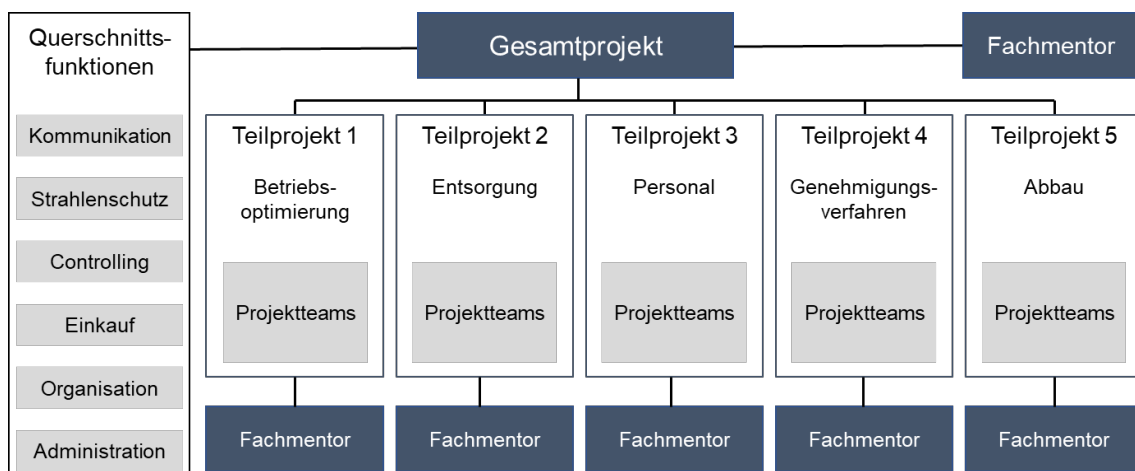 Querschnitts-
funktionen
Kommunikation
Strahlenschutz
Controlling
Einkauf
Organisation
Administration
Gesamtprojekt
Fachmentor
Teilprojekt 1
Betriebs-
optimierung
Projektteams
Fachmentor
Teilprojekt 2
Entsorgung
Projektteams
Fachmentor
Teilprojekt 3
Personal
Projektteams
Fachmentor
Teilprojekt 4
Genehmigungs-
verfahren
Projektteams
Fachmentor
Teilprojekt 5
Abbau
Projektteams
Fachmentor